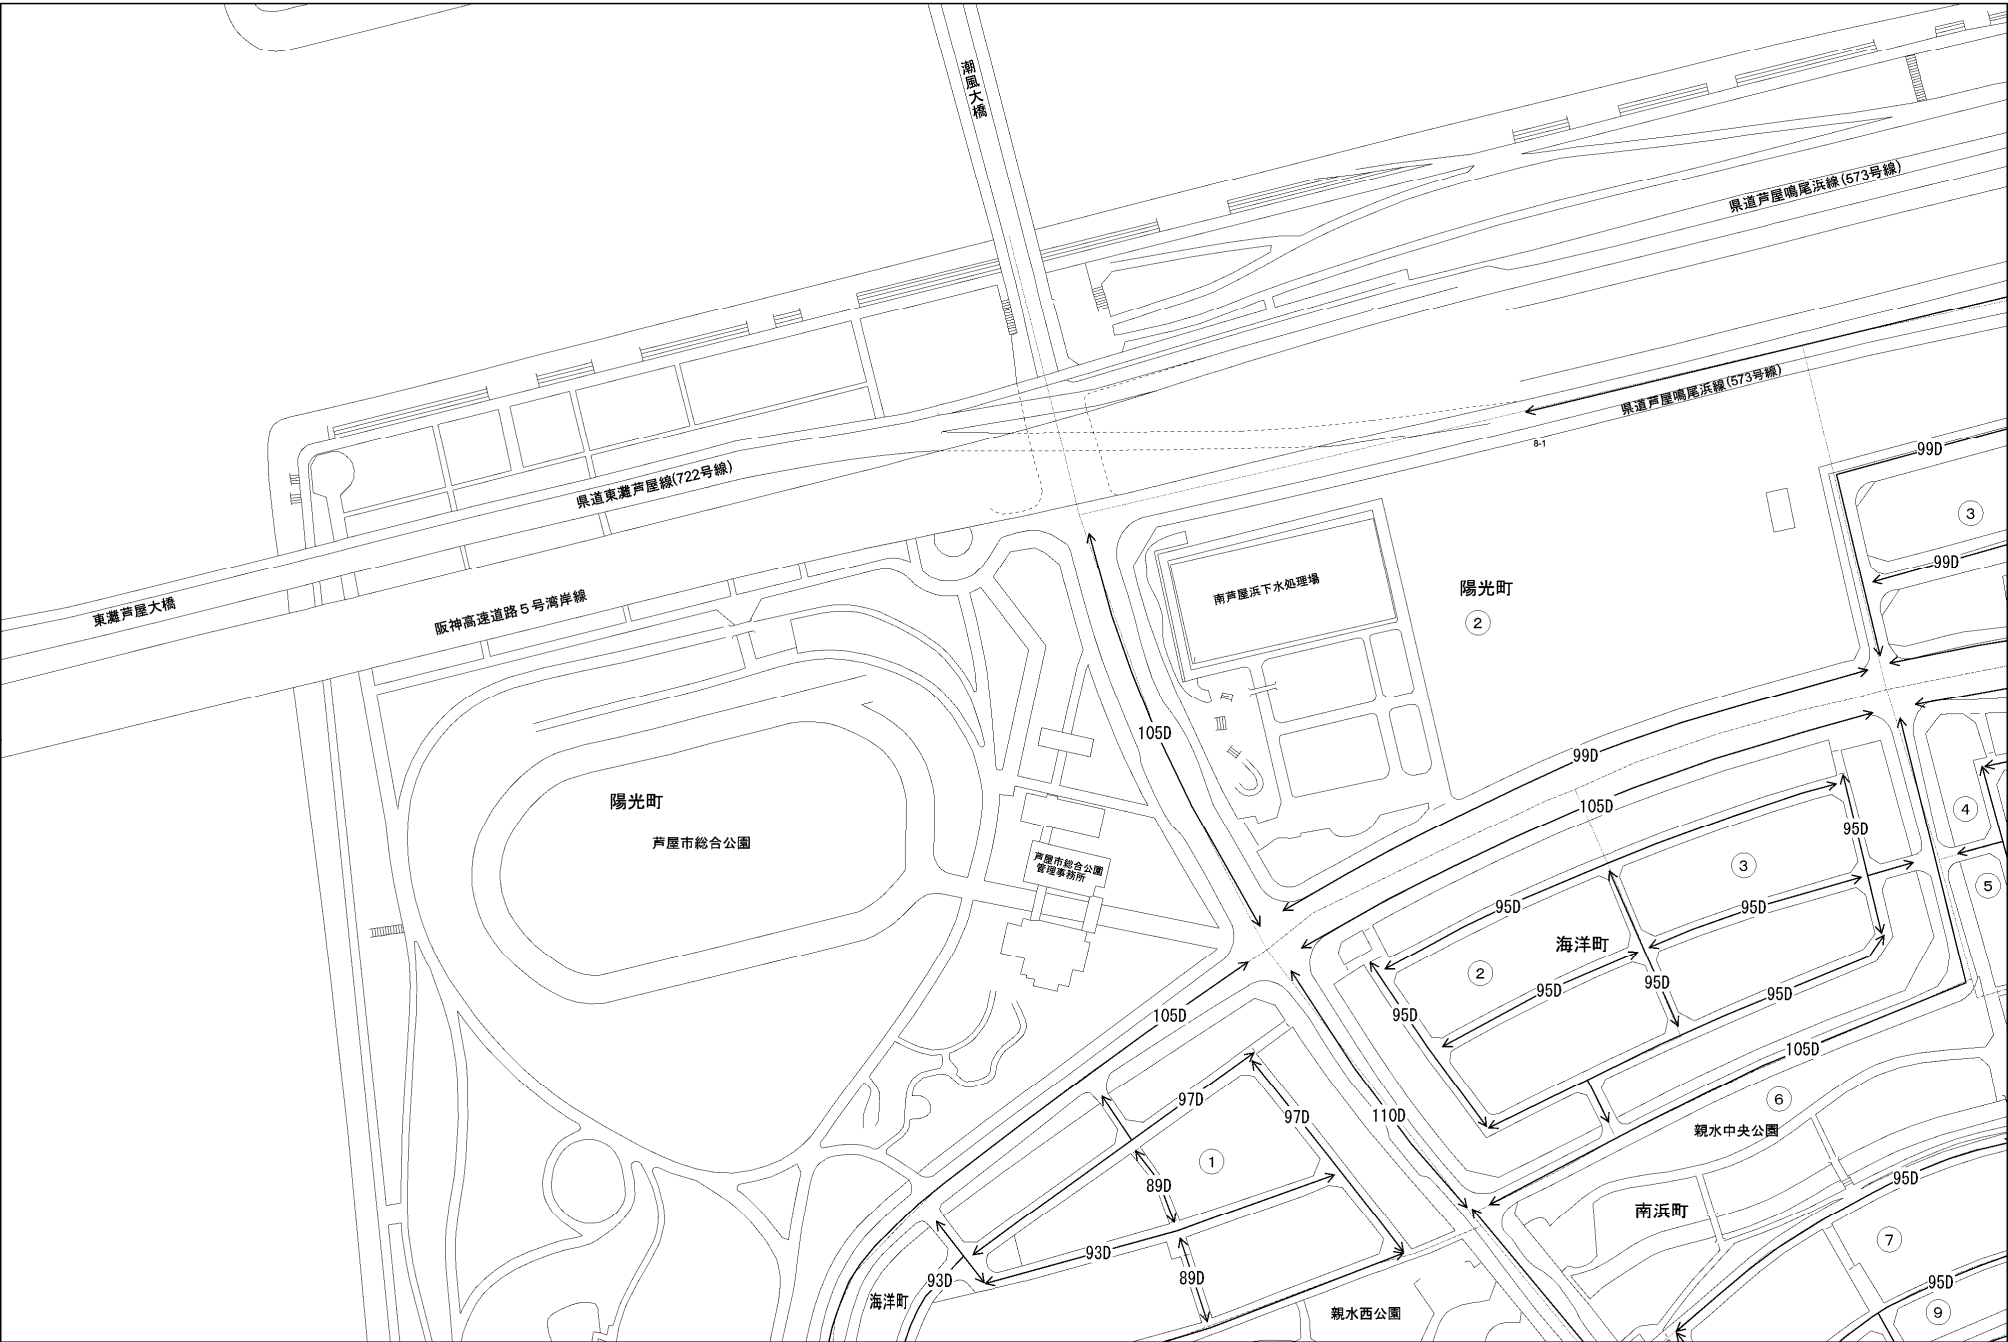 潮風大橋
県道芦屋鳴尾浜線(573号線)
県道芦屋鳴尾浜線(573号線)
8-1
99D
県道東灘芦屋線(722号線)
③
99D
東灘芦屋大橋
阪神高速道路5号湾岸線
南芦屋浜下水処理場
陽光町
②
105D
99D
陽光町
105D
④
芦屋市総合公園
95D
芦屋市総合公園
管理事務所
③
⑤
95D
95D
海洋町
②
95D
95D
95D
95D
105D
105D
97D
97D
110D
⑥
親水中央公園
①
89D
95D
南浜町
⑦
93D
93D
89D
95D
海洋町
親水西公園
⑨